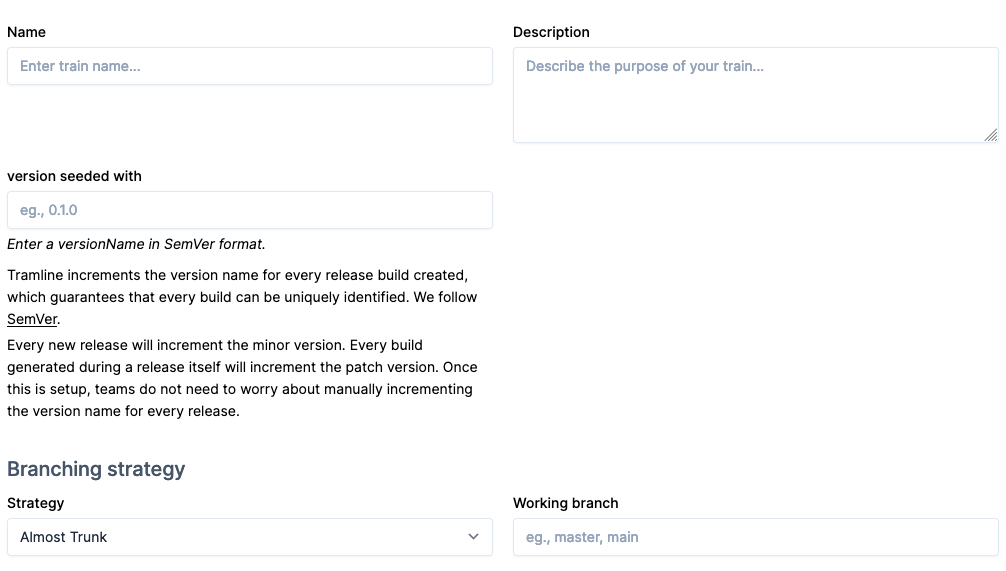 Name
Enter train name...
Description
Describe the purpose of your train...
version seeded with
eg., 0.1.0
Enter a versionName in SemVer format.
Tramline increments the version name for every release build created,
which guarantees that every build can be uniquely identified. We follow
SemVer.
Every new release will increment the minor version. Every build
generated during a release itself will increment the patch version. Once
this is setup, teams do not need to worry about manually incrementing
the version name for every release.
Branching strategy
Strategy
Almost Trunk
Working branch
eg., master, main